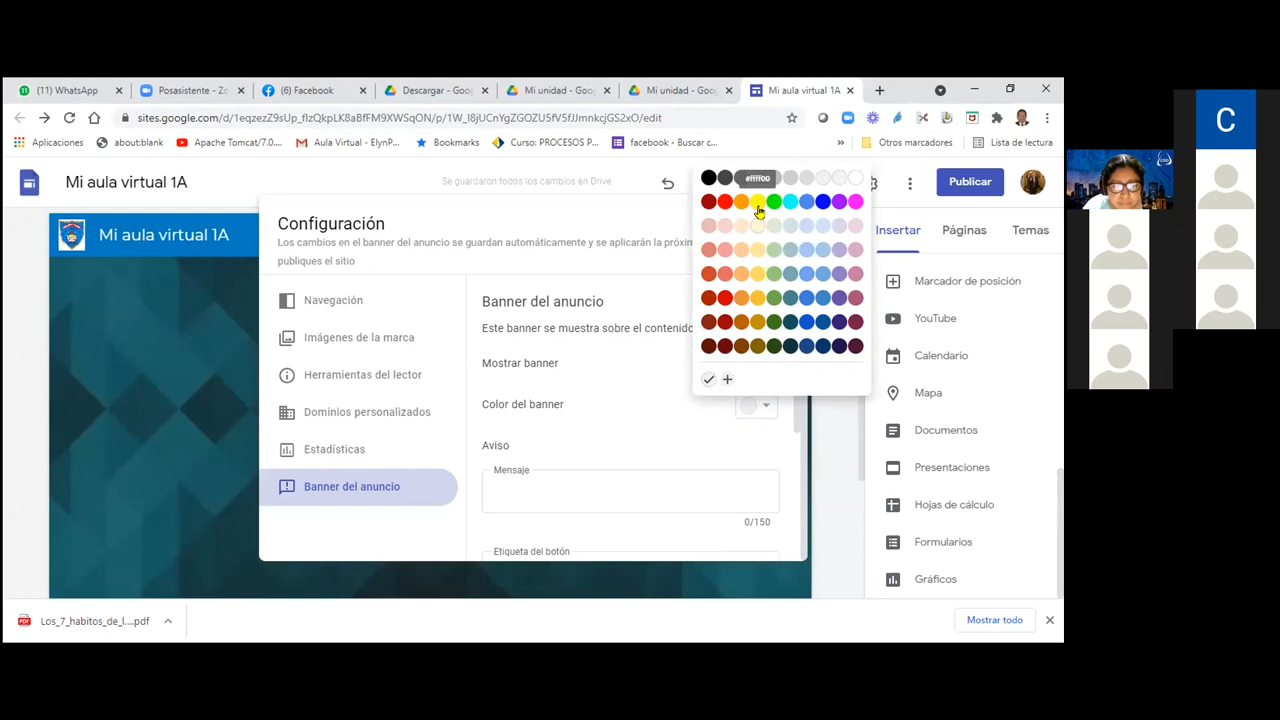 (11) WhatsApp
Posasistente - Zo
(6) Facebook
Descargar - Goog
Mi unidad - Goog
Mi unidad - Goog
Mi aula virtual 1A
sites.google.com/d/1eqzezZ9sUp_flzQkpLK8aBfFM9XWSqON/p/1W_l8jUCnYgZGOZU5fV5fJJmnkcjGS2xO/edit
Aplicaciones
about:blank
Apache Tomcat/7.0....
Aula Virtual - ElynP...
Bookmarks
Curso: PROCESOS P...
facebook - Buscar c...
»
Otros marcadores
Lista de lectura
Mi aula virtual 1A
Se guardaron todos los cambios en Drive
#ffff00
Publicar
C
Mi aula virtual 1A
Configuración
Los cambios en el banner del anuncio se guardan automáticamente y se aplicarán la próxim
publiques el sitio
Insertar
Páginas
Temas
Navegación
Imágenes de la marca
Herramientas del lector
Dominios personalizados
Estadísticas
Banner del anuncio
Banner del anuncio
Este banner se muestra sobre el contenido
Mostrar banner
Color del banner
Aviso
Mensaje
0/150
Etiqueta del botón
Marcador de posición
YouTube
Calendario
Mapa
Documentos
Presentaciones
Hojas de cálculo
Formularios
Gráficos
Los_7_habitos_de_l....pdf
Mostrar todo